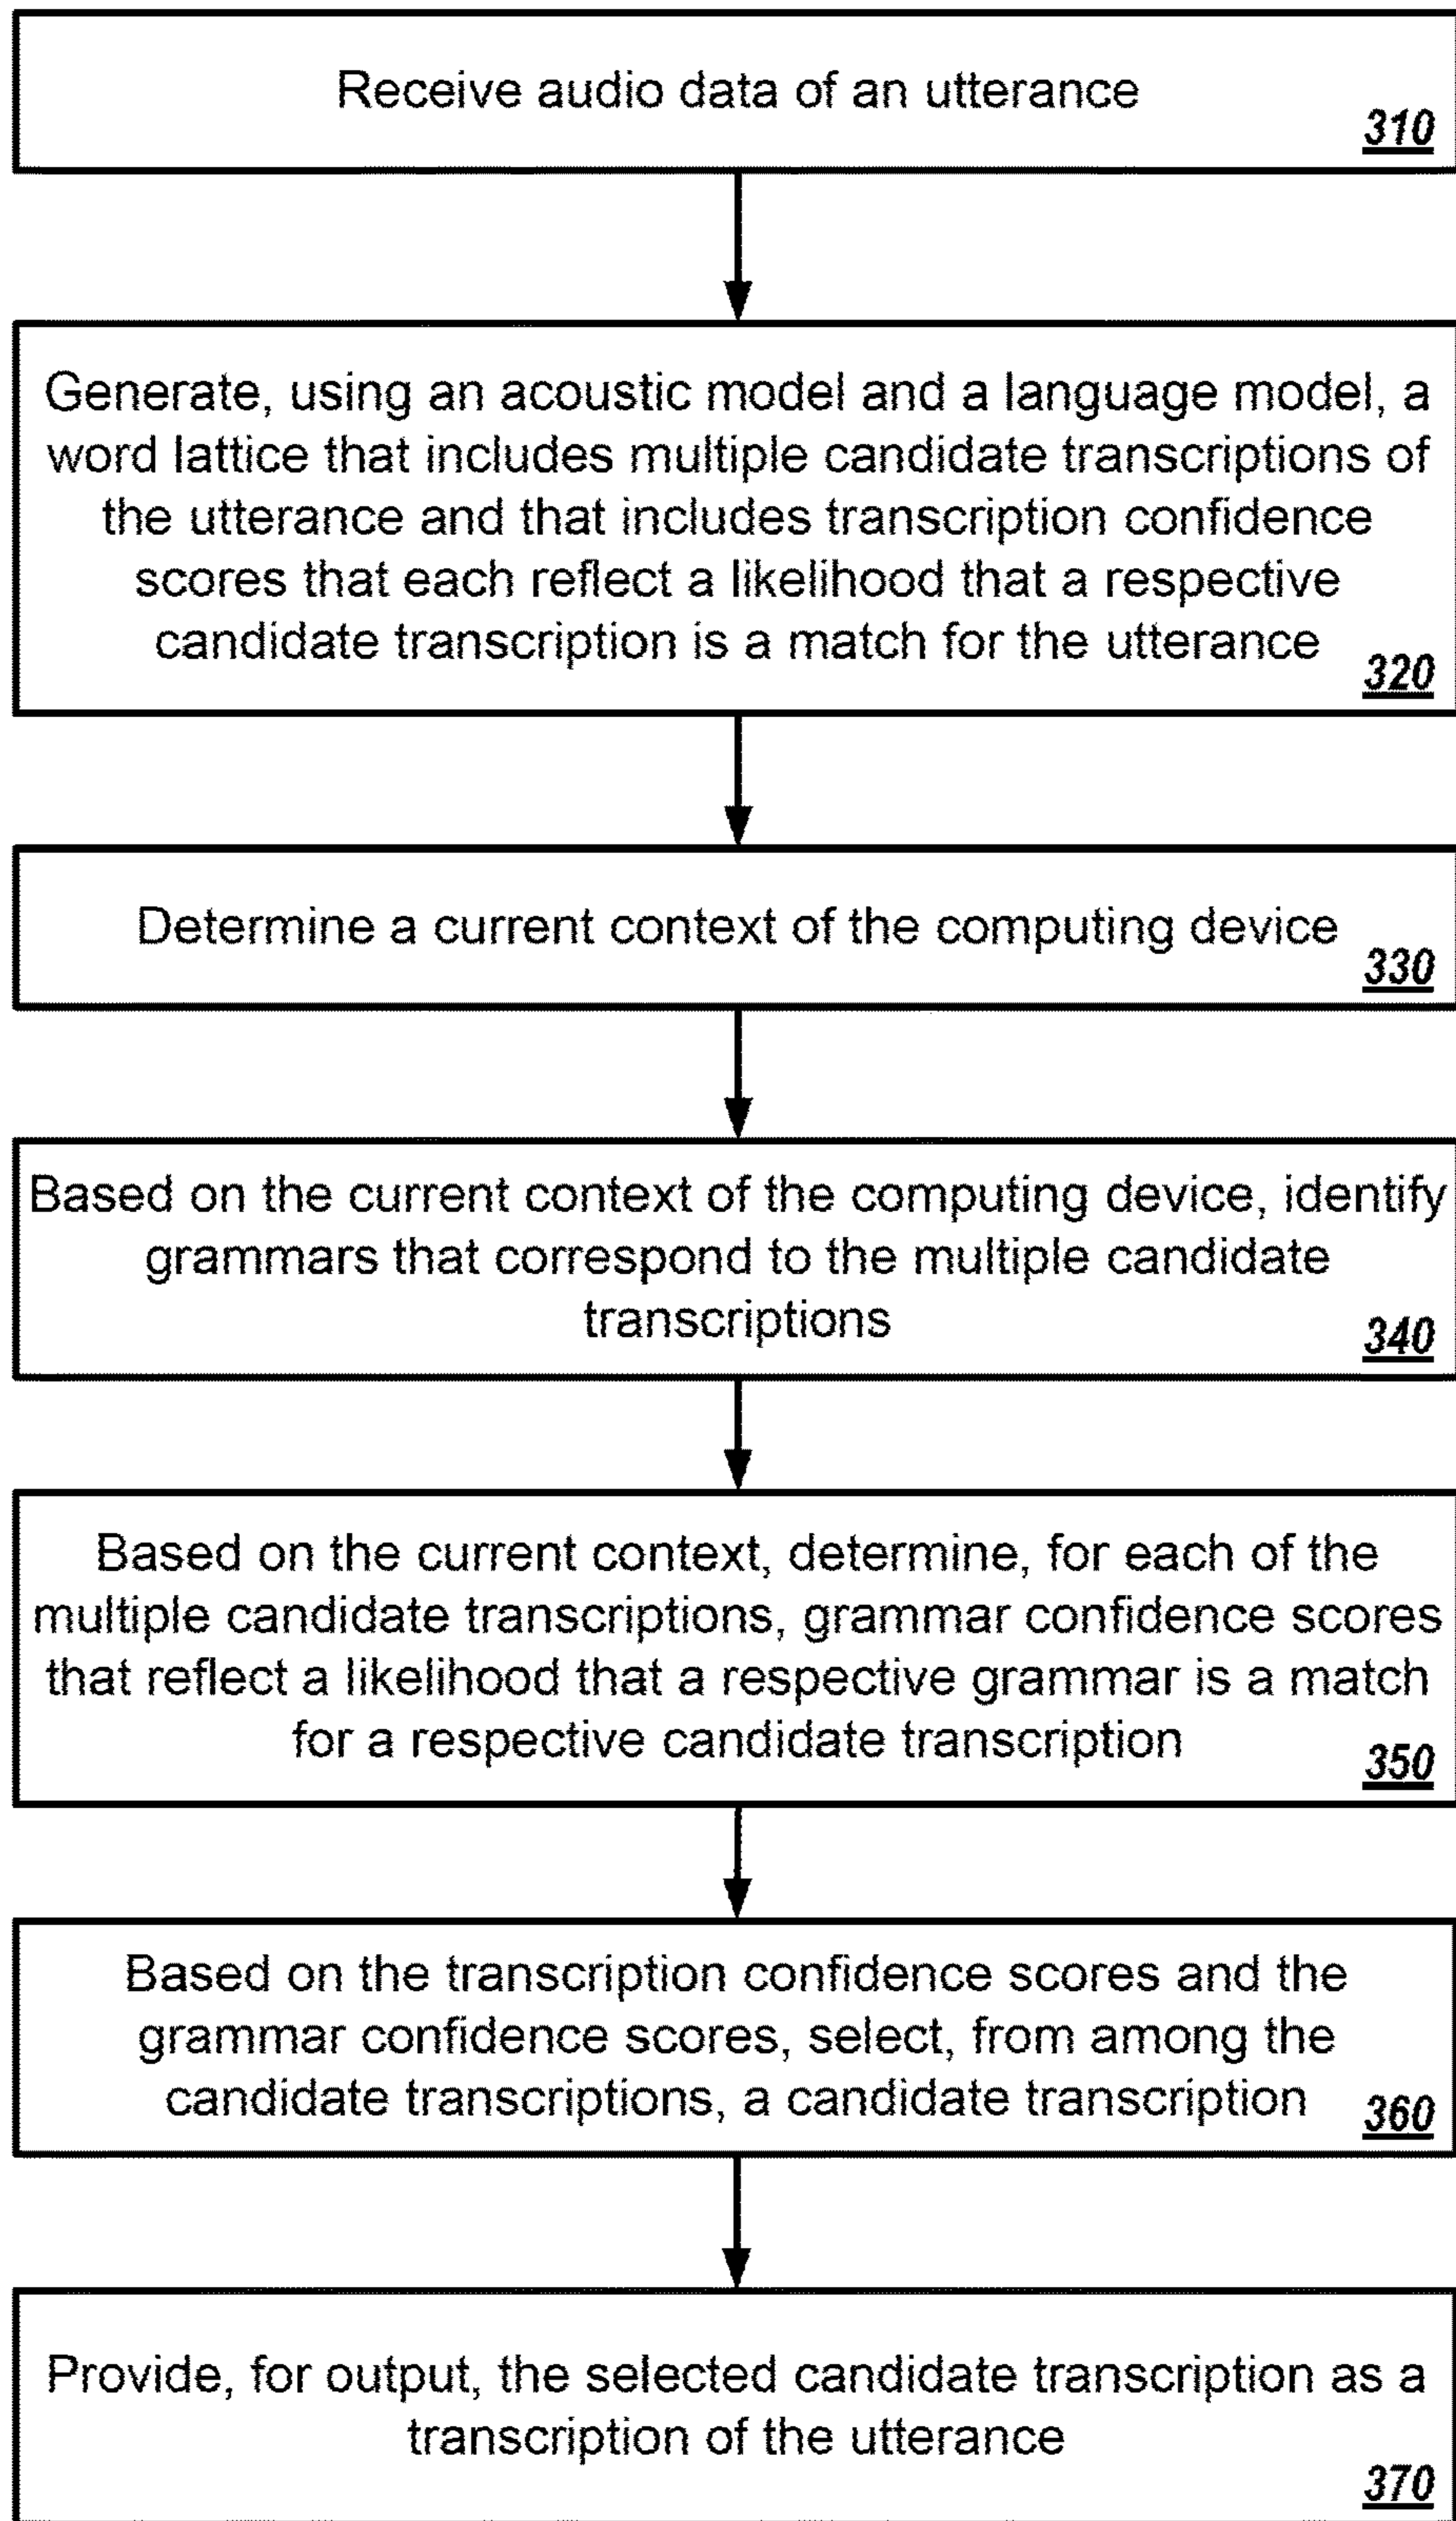 Receive audio data of an utterance
310
Generate, using an acoustic model and a language model, a
word lattice that includes multiple candidate transcriptions of
the utterance and that includes transcription confidence
scores that each reflect a likelihood that a respective
candidate transcription is a match for the utterance
320
Determine a current context of the computing device
330
Based on the current context of the computing device, identify
grammars that correspond to the multiple candidate
transcriptions
340
Based on the current context, determine, for each of the
multiple candidate transcriptions, grammar confidence scores
that reflect a likelihood that a respective grammar is a match
for a respective candidate transcription
350
Based on the transcription confidence scores and the
grammar confidence scores, select, from among the
candidate transcriptions, a candidate transcription
360
Provide, for output, the selected candidate transcription as a
transcription of the utterance
370